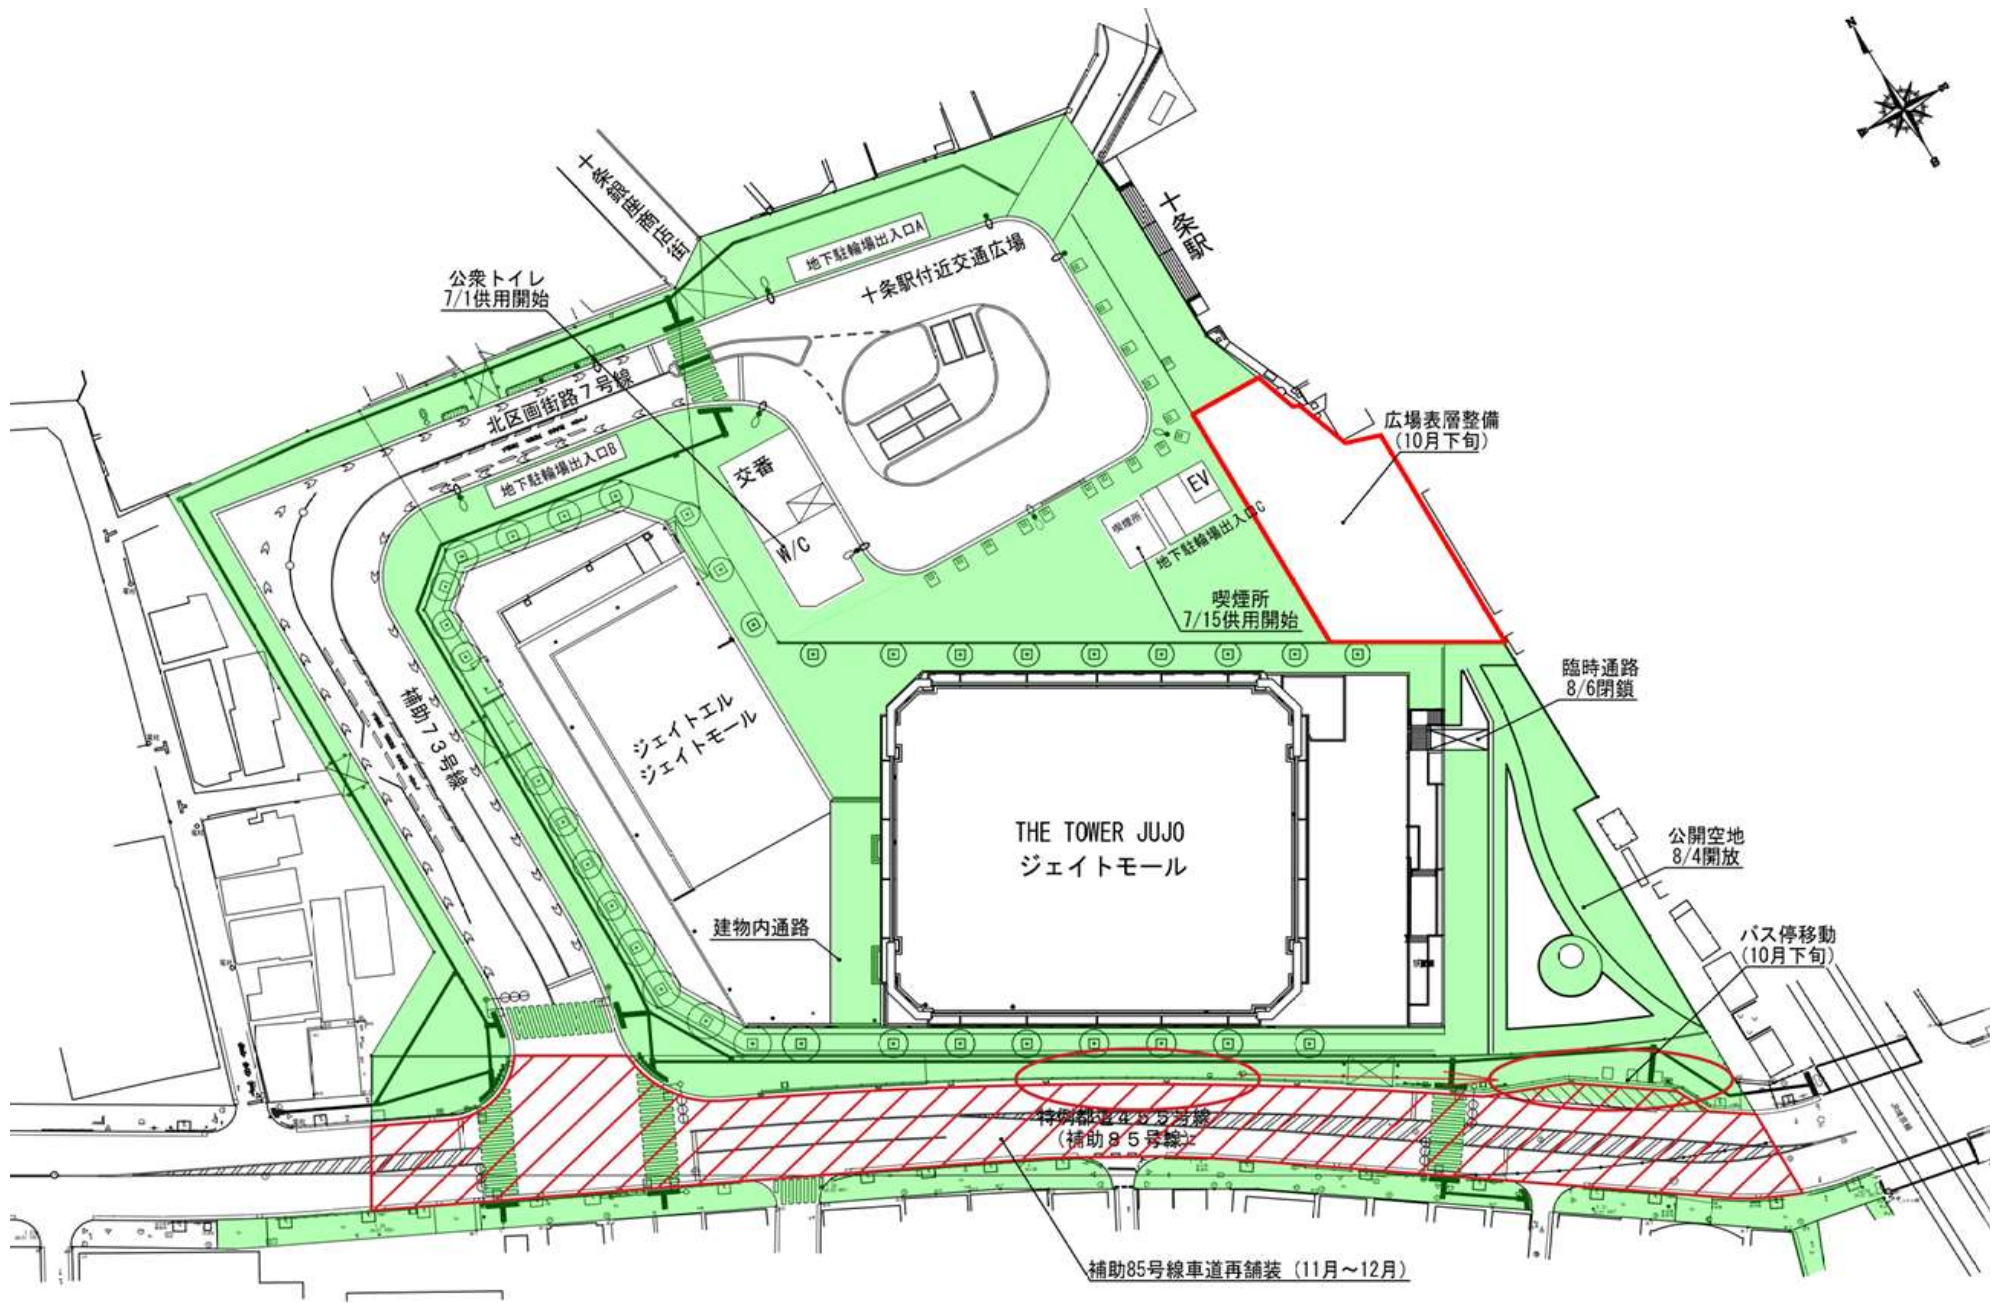 N
十条駅
十条銀座商店街
地下駐輪場出入口A
十条駅付近交通広場
公衆トイレ
7/1供用開始
北区画街路7号線
地下駐輪場出入口B
広場表層整備
(10月下旬)
交番
W/C
EV
喫煙所
地下駐輪場出入口C
喫煙所
7/15供用開始
臨時通路
8/6閉鎖
補助73号線
ジェイトエル
ジェイトモール
THE TOWER JUJO
ジェイトモール
公開空地
8/4開放
建物内通路
バス停移動
(10月下旬)
特例都道455号線
(補助85号線)
補助85号線車道再舗装 (11月～12月)